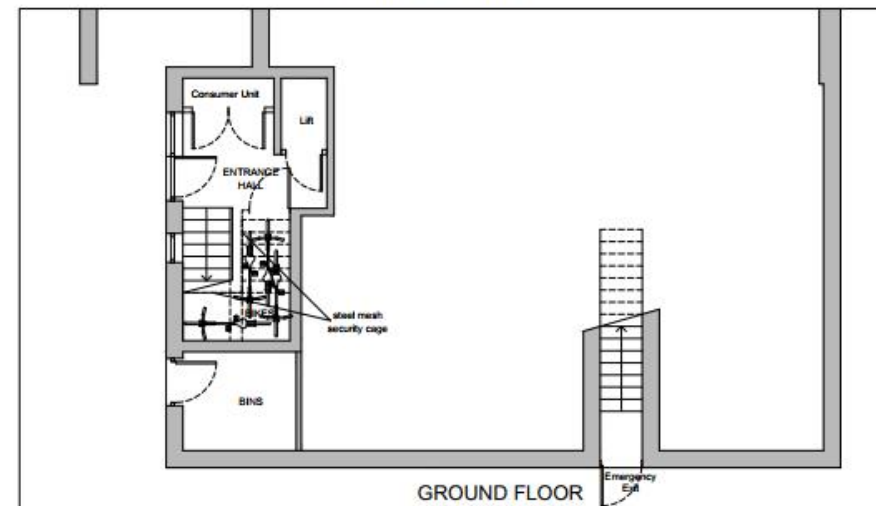 Consumer Unit
Lift
ENTRANCE
HALL
BIKES
steel mesh
security cage
BINS
Emergency
Exit
GROUND FLOOR